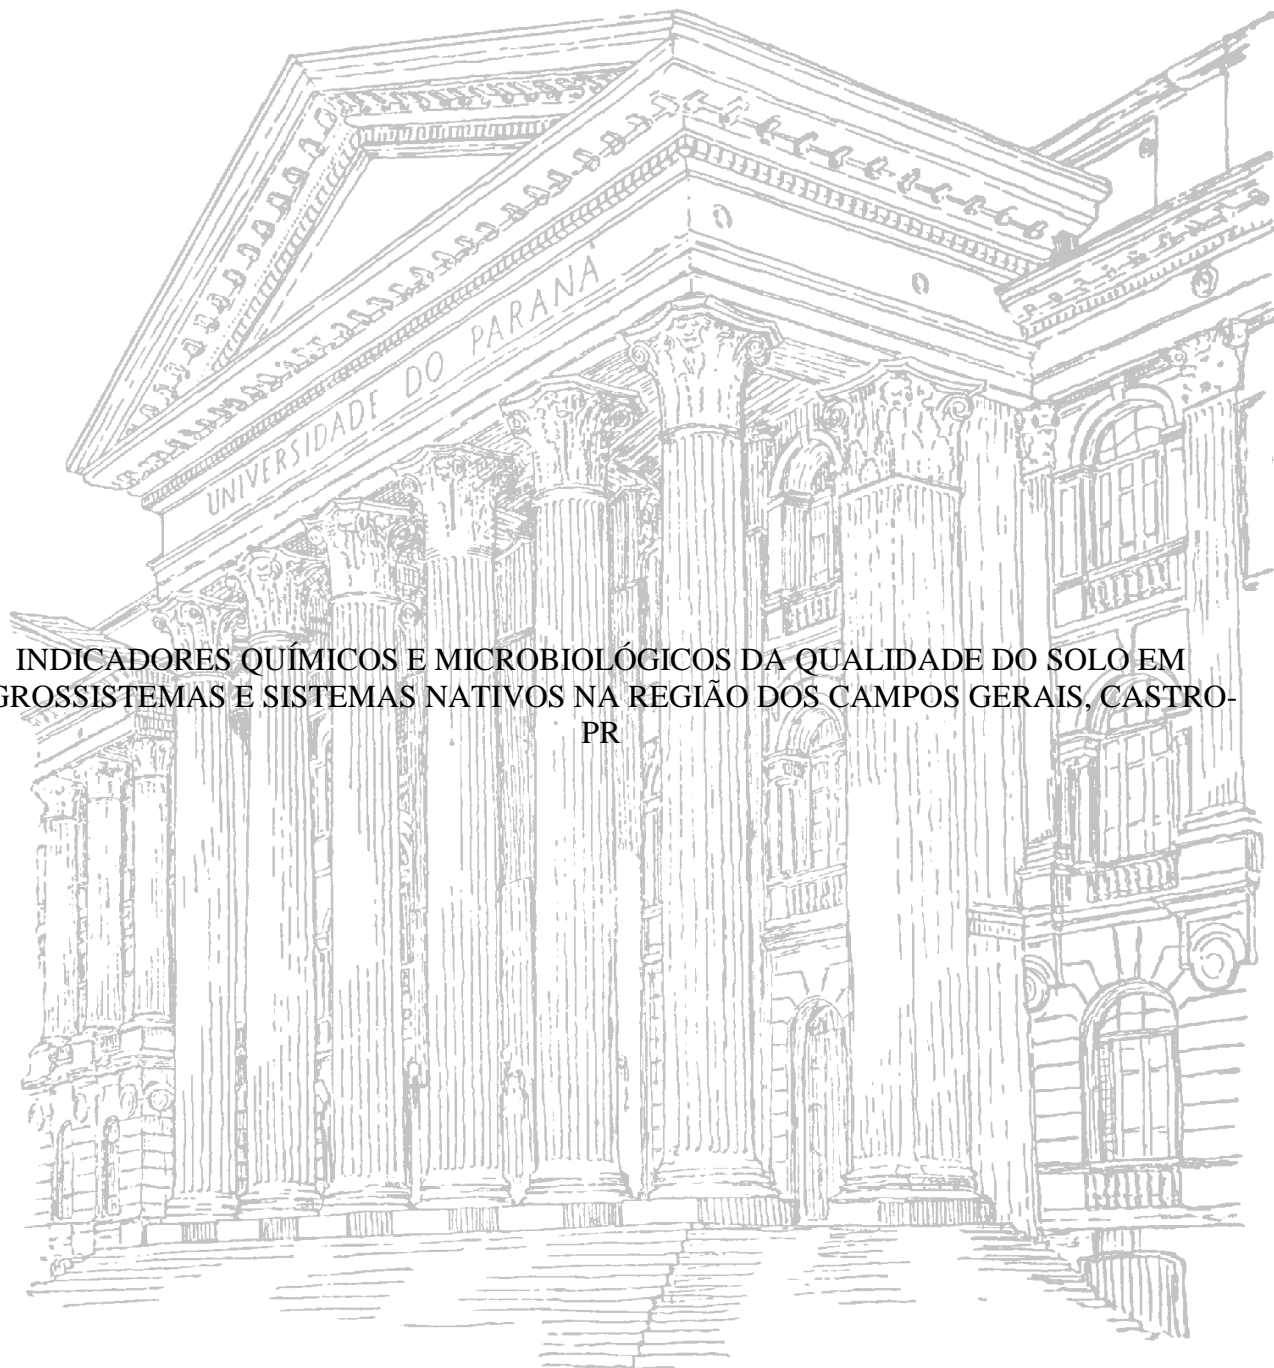 UNIVERSIDADE DO PARANÁ
INDICADORES QUÍMICOS E MICROBIOLÓGICOS DA QUALIDADE DO SOLO EM
GROSSISTEMAS E SISTEMAS NATIVOS NA REGIÃO DOS CAMPOS GERAIS, CASTRO-
PR